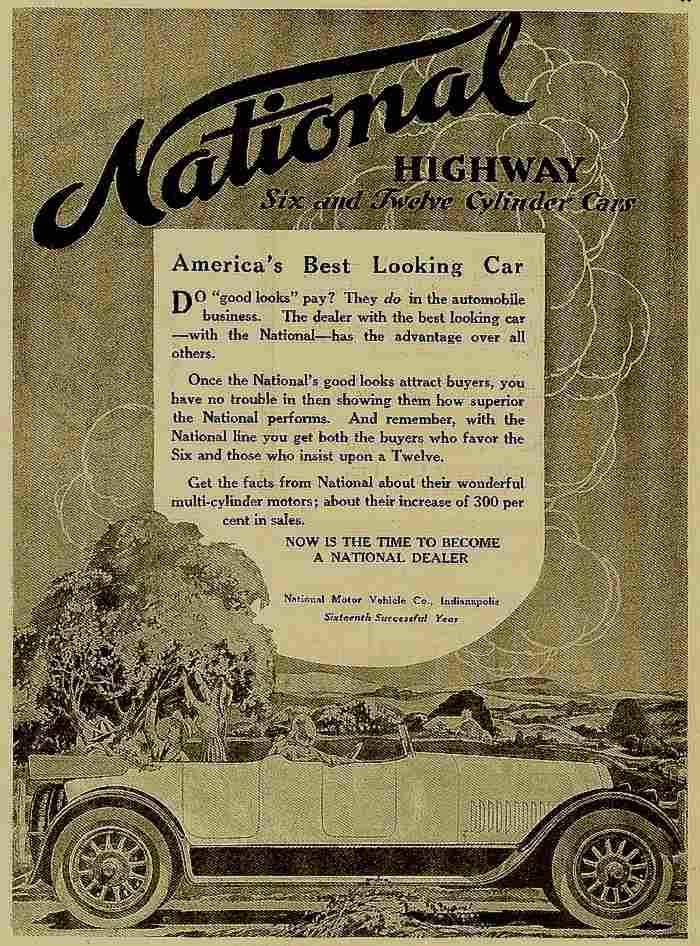 National
HIGHWAY
Six and Twelve Cylinder Cars
America's Best Looking Car
DO "good looks" pay? They do in the automobile
business. The dealer with the best looking car
—with the National—has the advantage over all
others.
Once the National's good looks attract buyers, you
have no trouble in then showing them how superior
the National performs. And remember, with the
National line you get both the buyers who favor the
Six and those who insist upon a Twelve.
Get the facts from National about their wonderful
multi-cylinder motors; about their increase of 300 per
cent in sales.
NOW IS THE TIME TO BECOME
A NATIONAL DEALER
National Motor Vehicle Co., Indianapolis
Sixteenth Successful Year